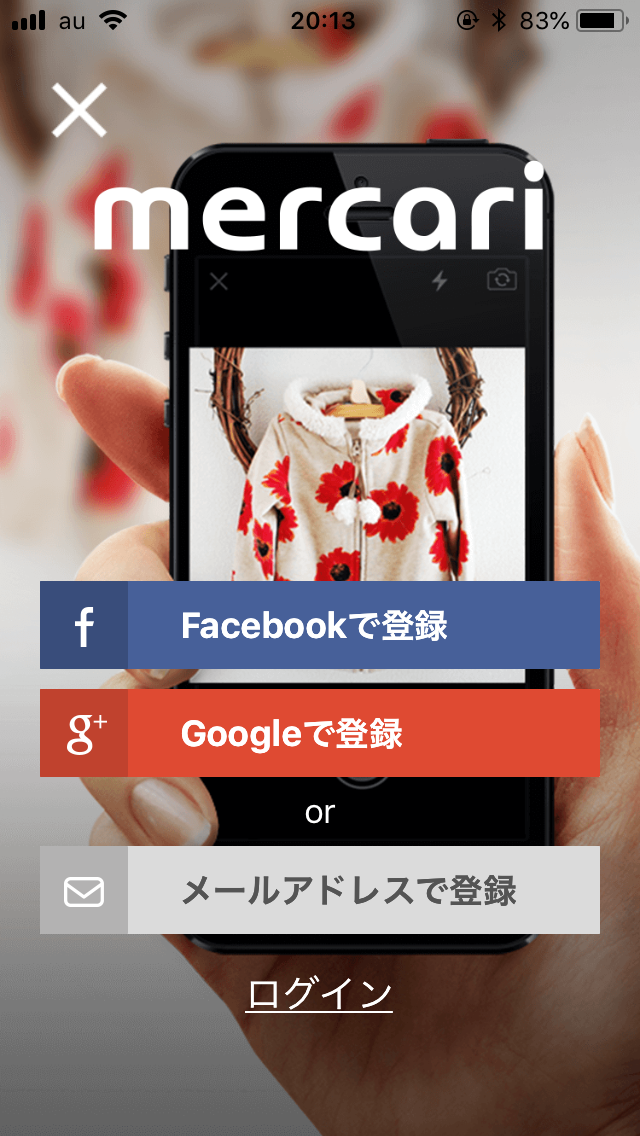 au 20:13 83%
mercari
f Facebookで登録
g+ Googleで登録
or
メールアドレスで登録
ログイン